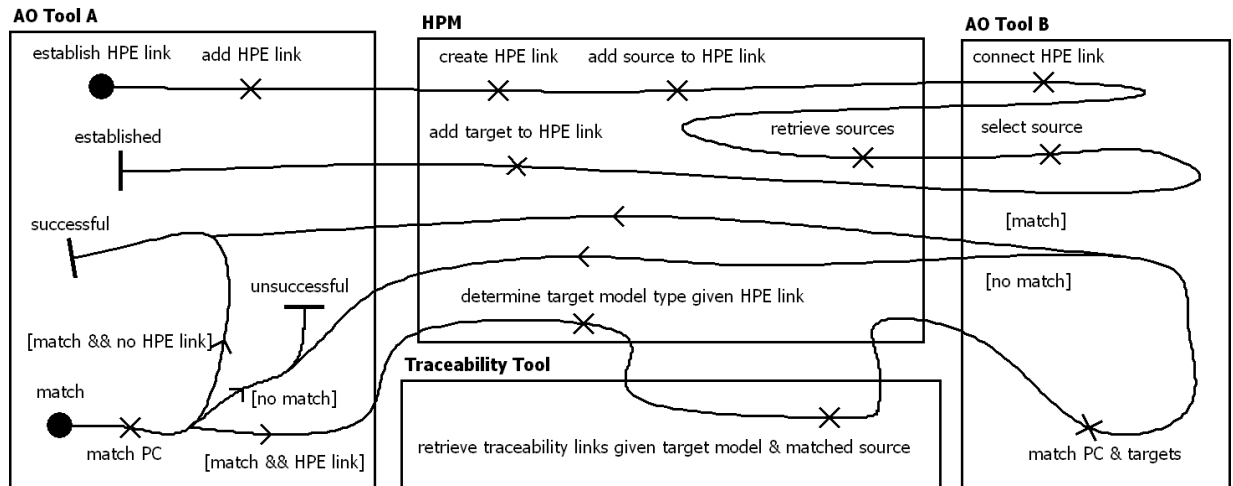 AO Tool A
HPM
AO Tool B
establish HPE link
add HPE link
create HPE link
add source to HPE link
connect HPE link
established
add target to HPE link
retrieve sources
select source
successful
[match]
unsuccessful
[no match]
determine target model type given HPE link
[match && no HPE link]
Traceability Tool
match
[no match]
match PC
[match && HPE link]
retrieve traceability links given target model & matched source
match PC & targets